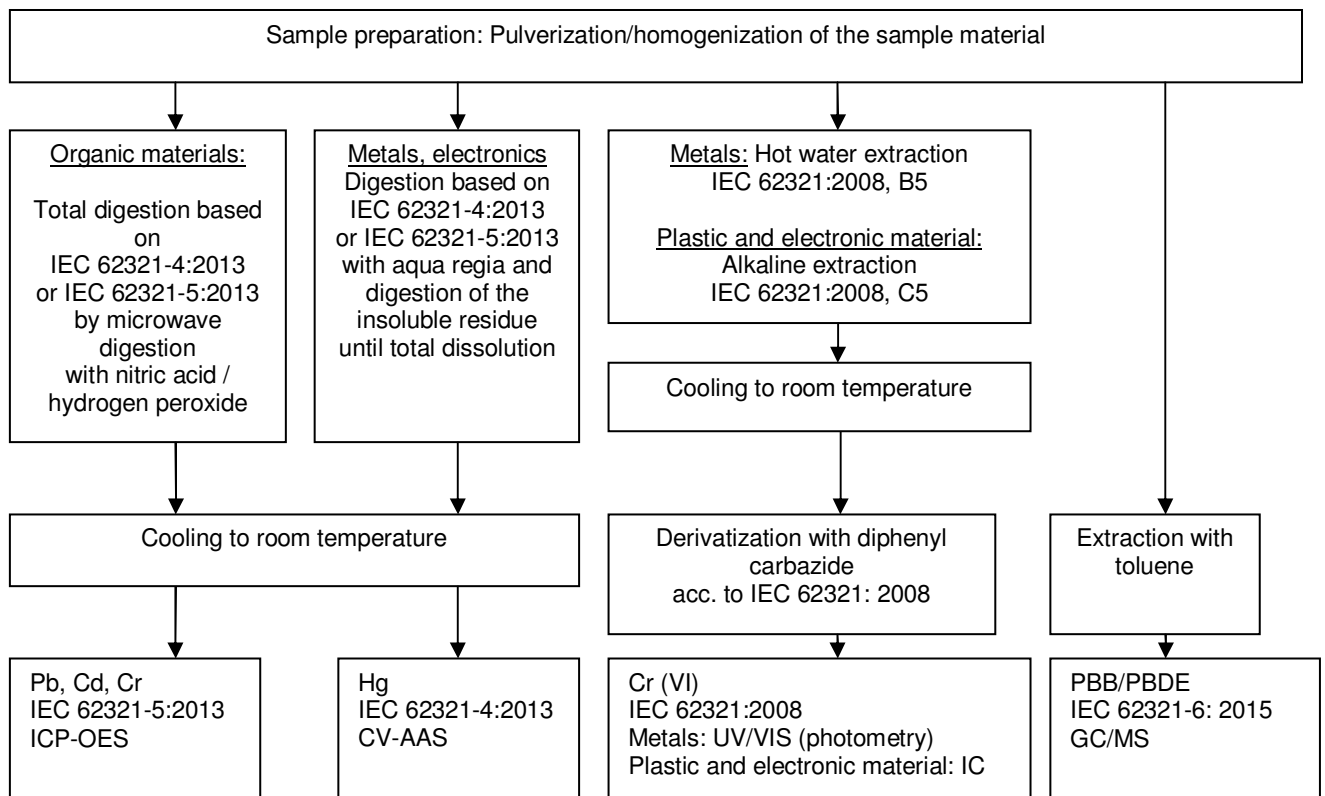 Sample preparation: Pulverization/homogenization of the sample material
Organic materials:
Total digestion based
on
IEC 62321-4:2013
or IEC 62321-5:2013
by microwave
digestion
with nitric acid /
hydrogen peroxide
Metals, electronics
Digestion based on
IEC 62321-4:2013
or IEC 62321-5:2013
with aqua regia and
digestion of the
insoluble residue
until total dissolution
Metals: Hot water extraction
IEC 62321:2008, B5
Plastic and electronic material:
Alkaline extraction
IEC 62321:2008, C5
Cooling to room temperature
Cooling to room temperature
Derivatization with diphenyl
carbazide
acc. to IEC 62321: 2008
Extraction with
toluene
Pb, Cd, Cr
IEC 62321-5:2013
ICP-OES
Hg
IEC 62321-4:2013
CV-AAS
Cr (VI)
IEC 62321:2008
Metals: UV/VIS (photometry)
Plastic and electronic material: IC
PBB/PBDE
IEC 62321-6: 2015
GC/MS